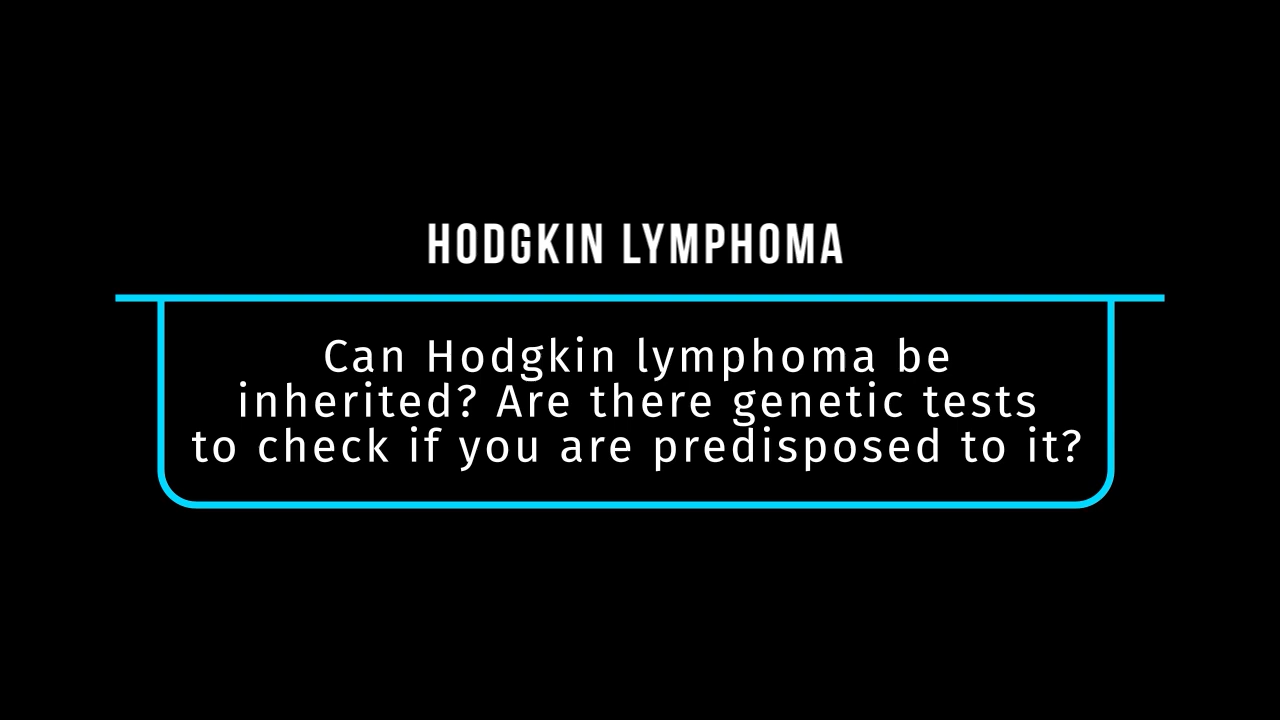 HODGKIN LYMPHOMA
Can Hodgkin lymphoma be
inherited? Are there genetic tests
to check if you are predisposed to it?